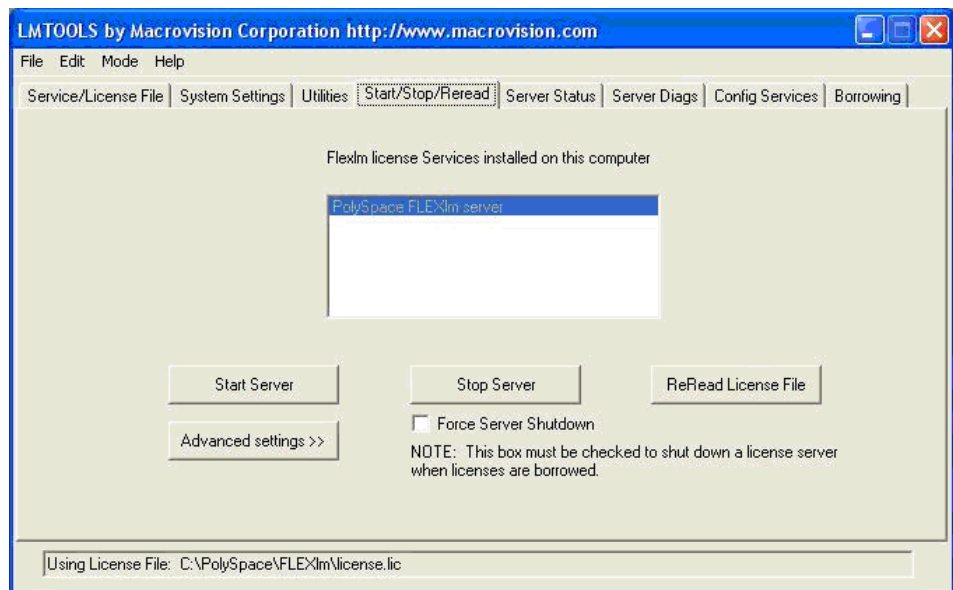 LMTOOLS by Macrovision Corporation http://www.macrovision.com
File Edit Mode Help
Service/License File System Settings Utilities Start/Stop/Reread Server Status Server Diags Config Services Borrowing
Flexlm license Services installed on this computer
PolySpace FLEXlm server
Start Server Stop Server ReRead License File
Force Server Shutdown
Advanced settings >>
NOTE: This box must be checked to shut down a license server
when licenses are borrowed.
Using License File: C:\PolySpace\FLEXlm\license.lic